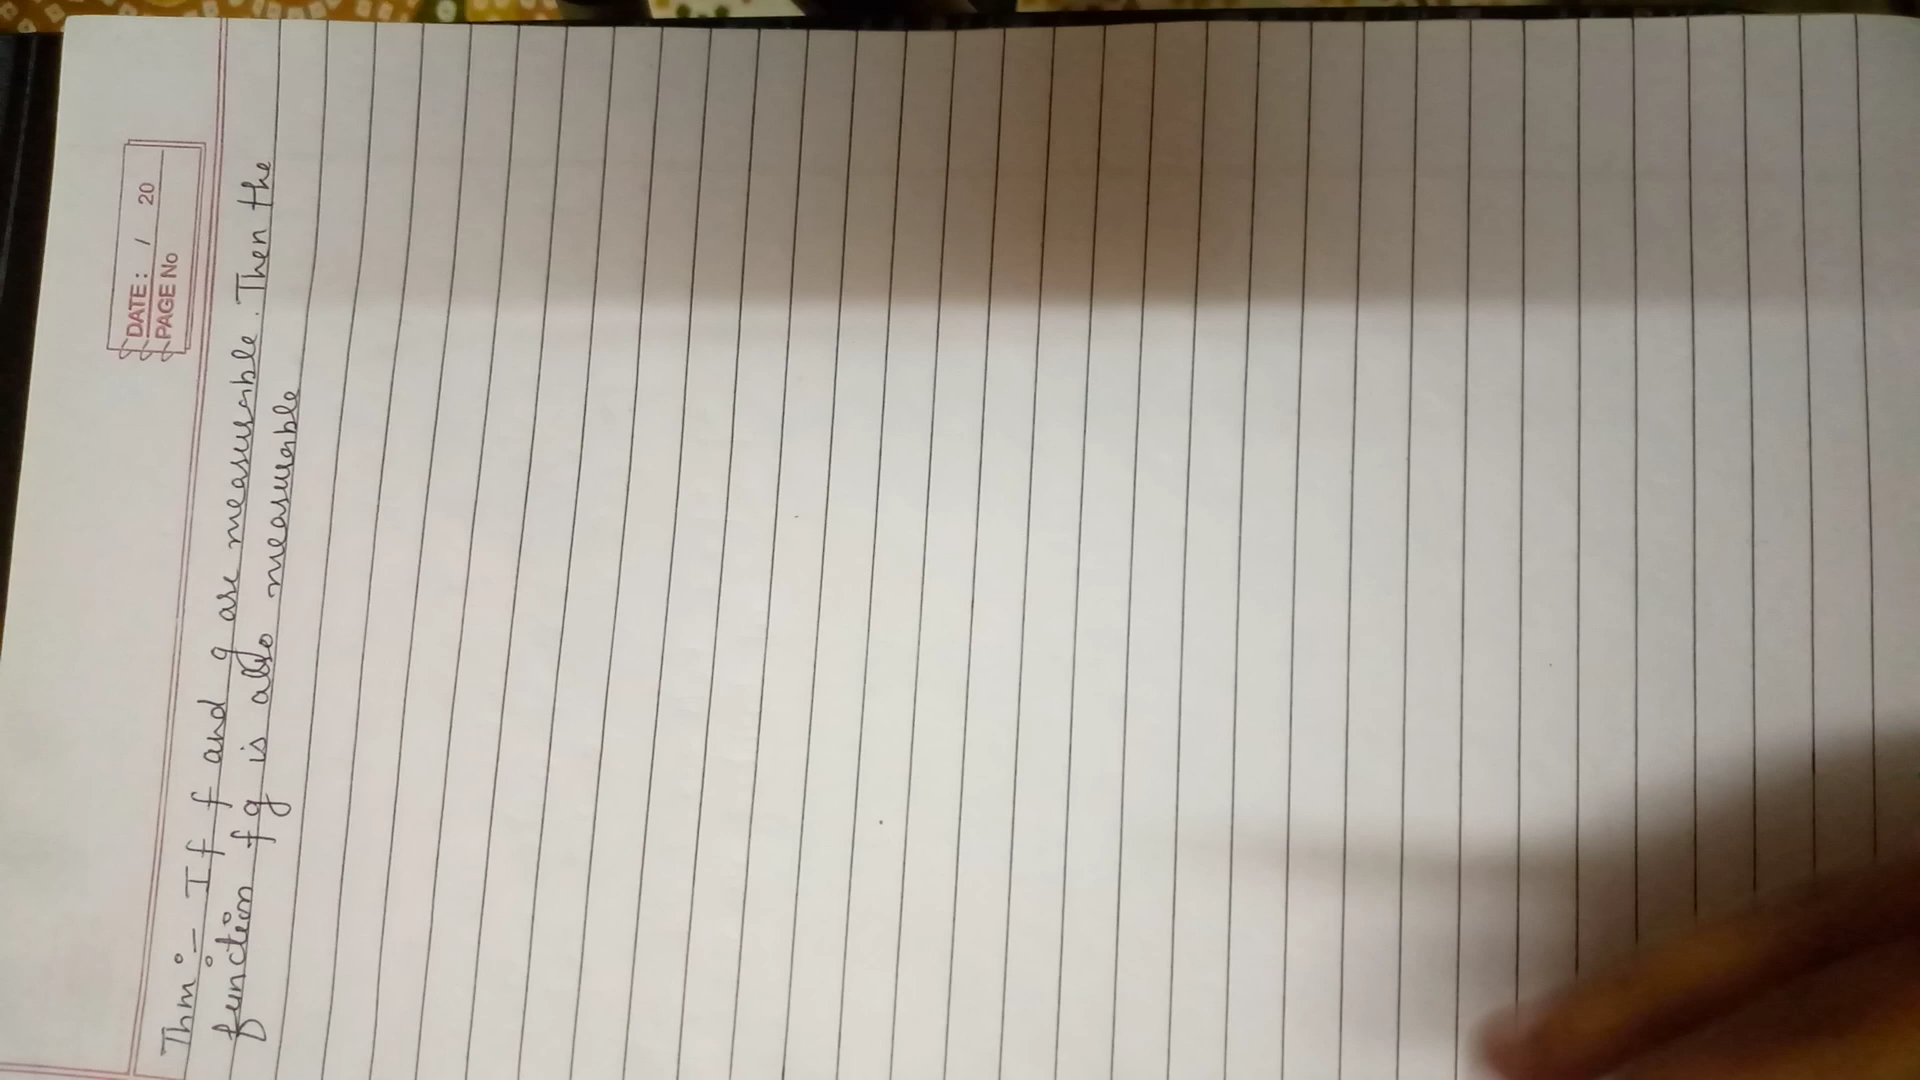 DATE: / 20
PAGE No
Thm:- If f and g are measurable. Then the
function fg is also measurable